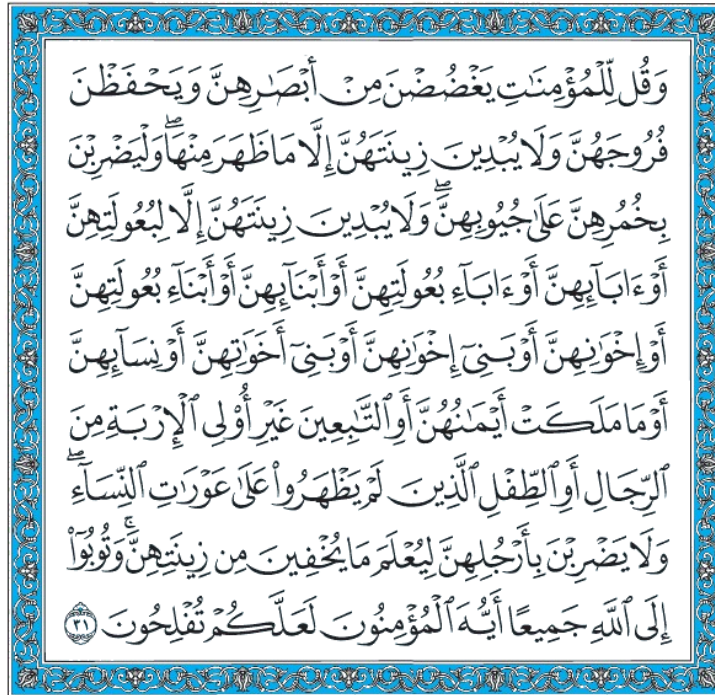 وَقُل لِّلْمُؤْمِنَٰتِ يَغْضُضْنَ مِنْ أَبْصَٰرِهِنَّ وَيَحْفَظْنَ
فُرُوجَهُنَّ وَلَا يُبْدِينَ زِينَتَهُنَّ إِلَّا مَا ظَهَرَ مِنْهَا ۖ وَلْيَضْرِبْنَ
بِخُمُرِهِنَّ عَلَىٰ جُيُوبِهِنَّ ۖ وَلَا يُبْدِينَ زِينَتَهُنَّ إِلَّا لِبُعُولَتِهِنَّ
أَوْ ءَابَآئِهِنَّ أَوْ ءَابَآءِ بُعُولَتِهِنَّ أَوْ أَبْنَآئِهِنَّ أَوْ أَبْنَآءِ بُعُولَتِهِنَّ
أَوْ إِخْوَٰنِهِنَّ أَوْ بَنِىٓ إِخْوَٰنِهِنَّ أَوْ بَنِىٓ أَخَوَٰتِهِنَّ أَوْ نِسَآئِهِنَّ
أَوْ مَا مَلَكَتْ أَيْمَٰنُهُنَّ أَوِ ٱلتَّٰبِعِينَ غَيْرِ أُو۟لِى ٱلْإِرْبَةِ مِنَ
ٱلرِّجَالِ أَوِ ٱلطِّفْلِ ٱلَّذِينَ لَمْ يَظْهَرُوا۟ عَلَىٰ عَوْرَٰتِ ٱلنِّسَآءِ ۖ
وَلَا يَضْرِبْنَ بِأَرْجُلِهِنَّ لِيُعْلَمَ مَا يُخْفِينَ مِن زِينَتِهِنَّ ۚ وَتُوبُوٓا۟
إِلَى ٱللَّهِ جَمِيعًا أَيُّهَ ٱلْمُؤْمِنُونَ لَعَلَّكُمْ تُفْلِحُونَ ٣١